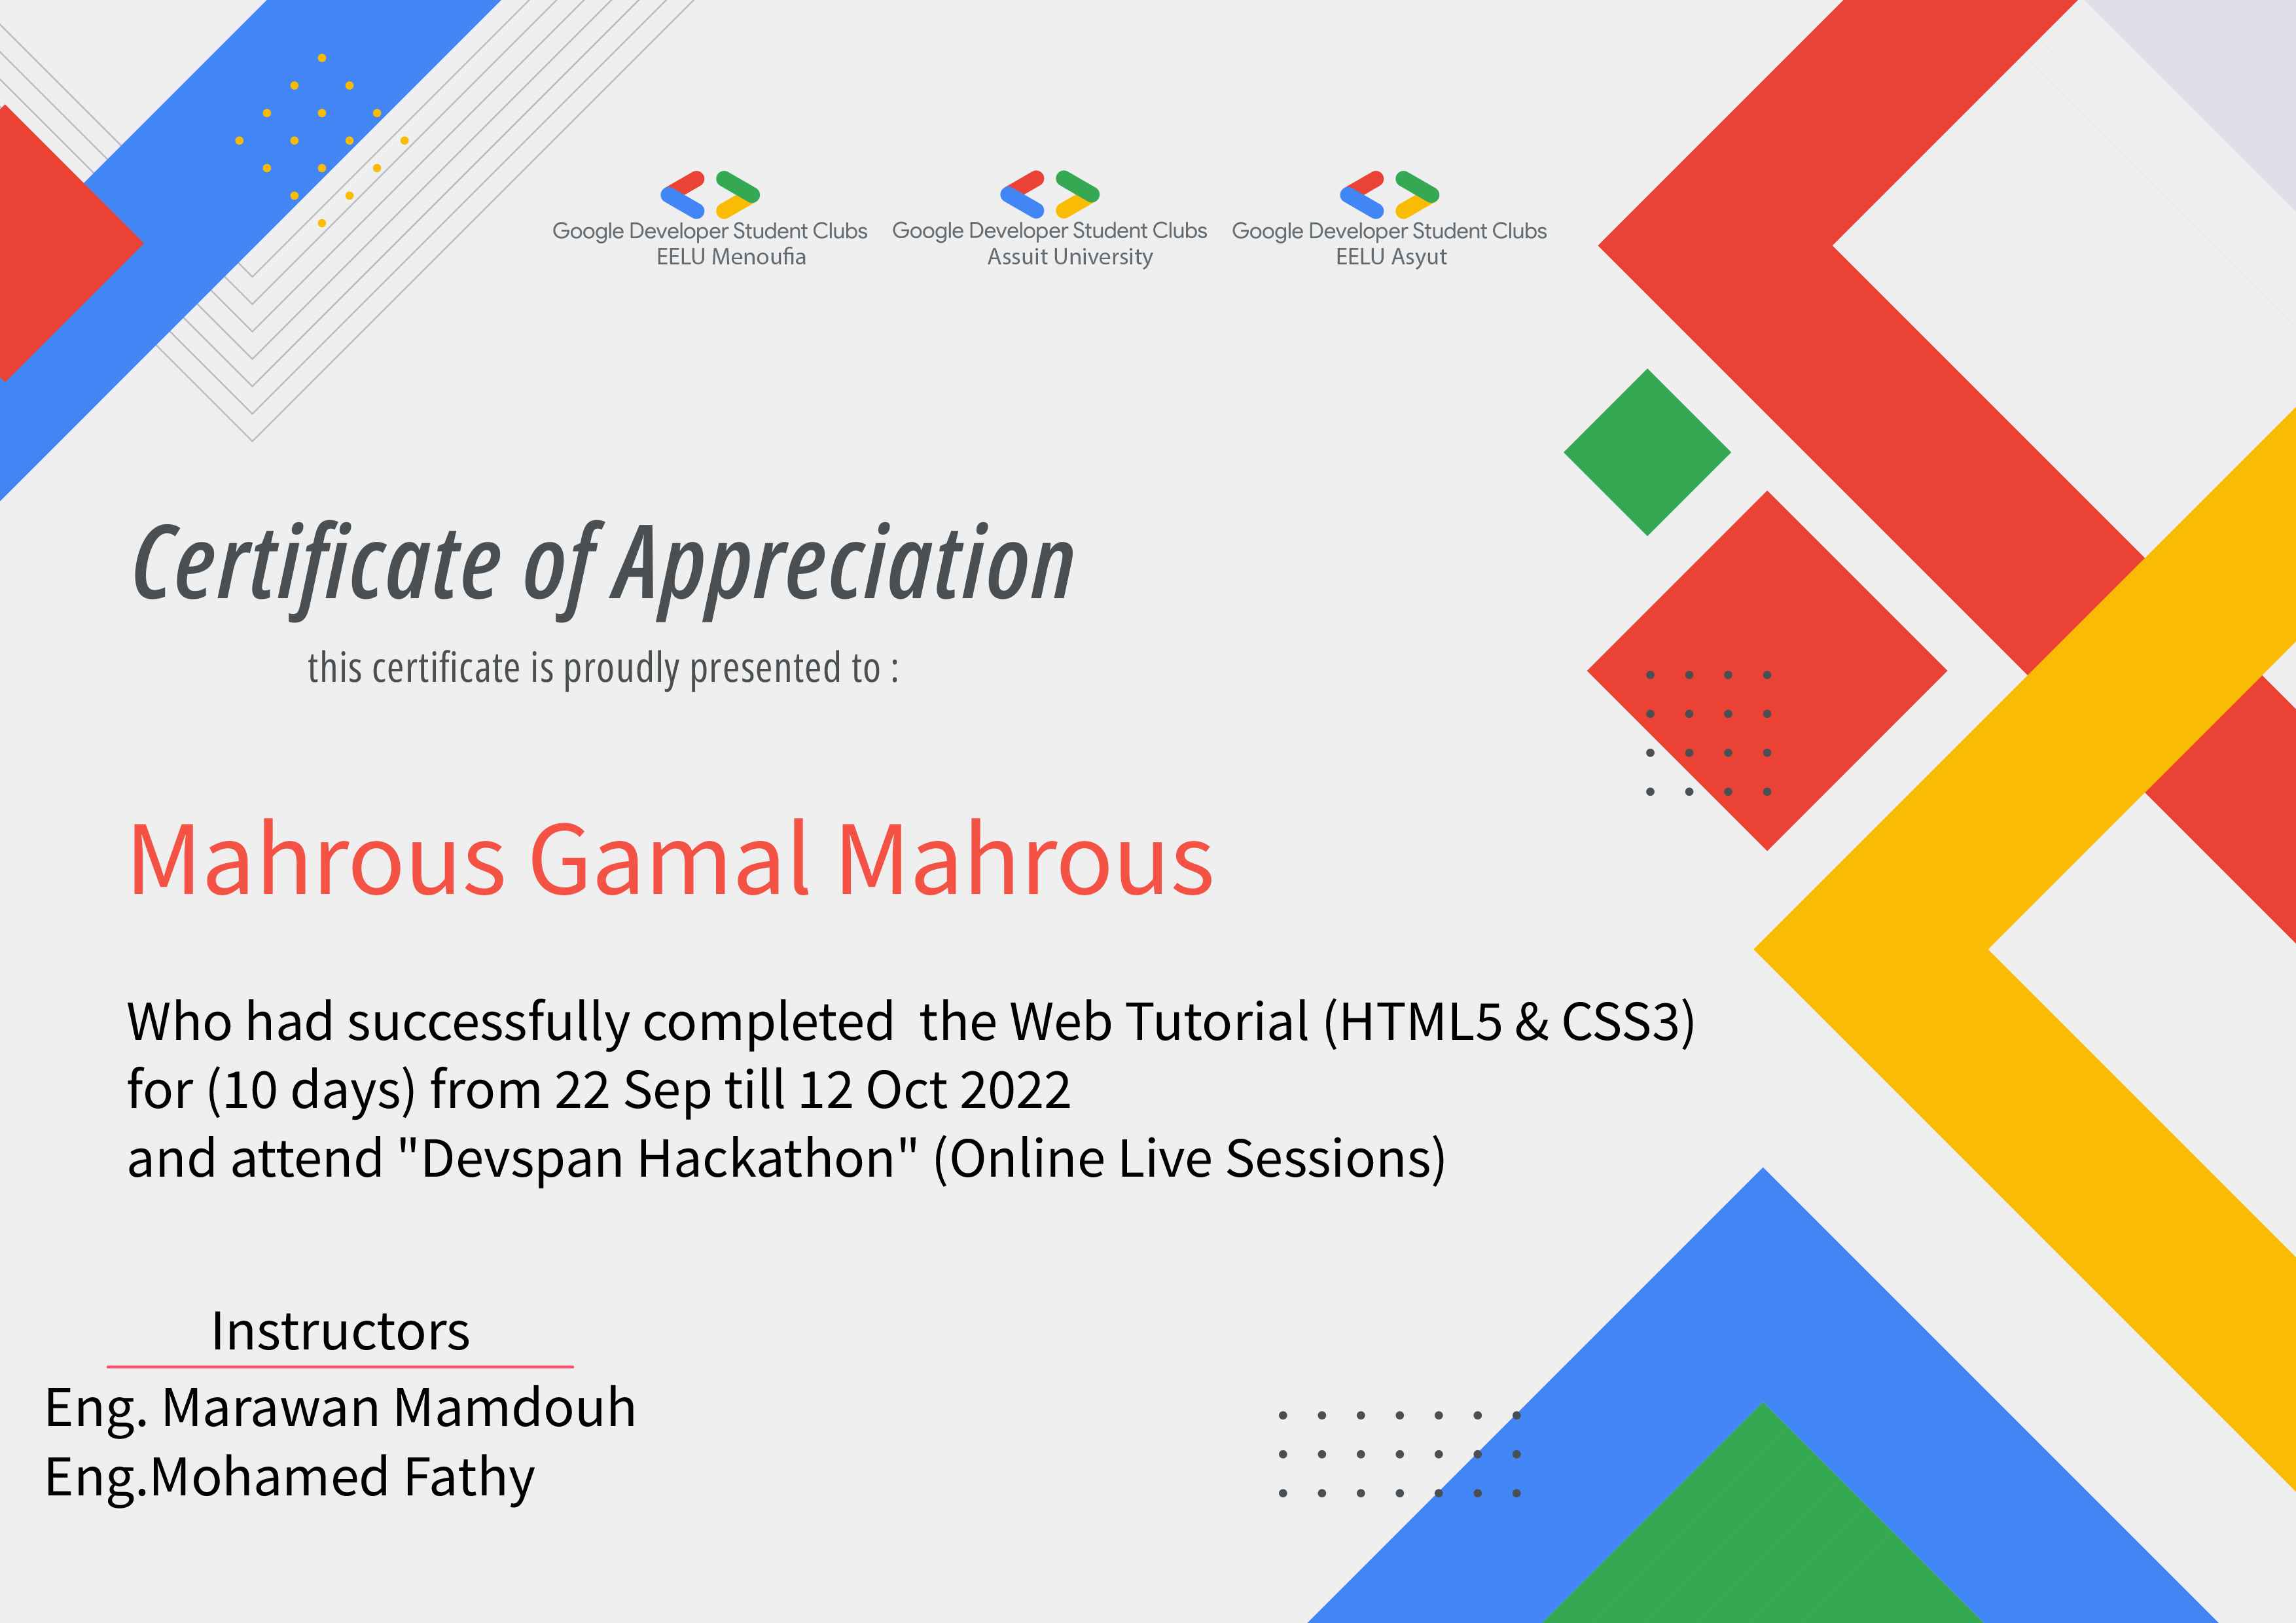 Google Developer Student Clubs
EELU Menoufia
Google Developer Student Clubs
Assuit University
Google Developer Student Clubs
EELU Asyut
Certificate of Appreciation
this certificate is proudly presented to :
Mahrous Gamal Mahrous
Who had successfully completed  the Web Tutorial (HTML5 & CSS3)
for (10 days) from 22 Sep till 12 Oct 2022
and attend "Devspan Hackathon" (Online Live Sessions)
Instructors
Eng. Marawan Mamdouh
Eng.Mohamed Fathy